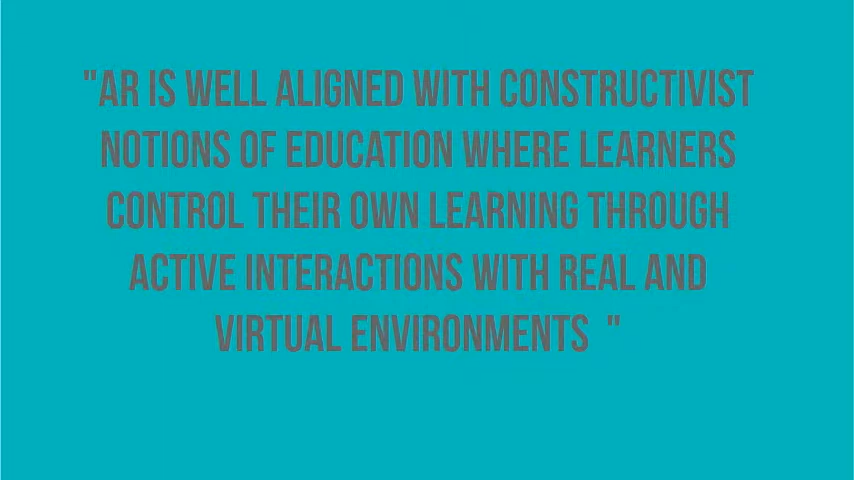 "AR IS WELL ALIGNED WITH CONSTRUCTIVIST
NOTIONS OF EDUCATION WHERE LEARNERS
CONTROL THEIR OWN LEARNING THROUGH
ACTIVE INTERACTIONS WITH REAL AND
VIRTUAL ENVIRONMENTS  "